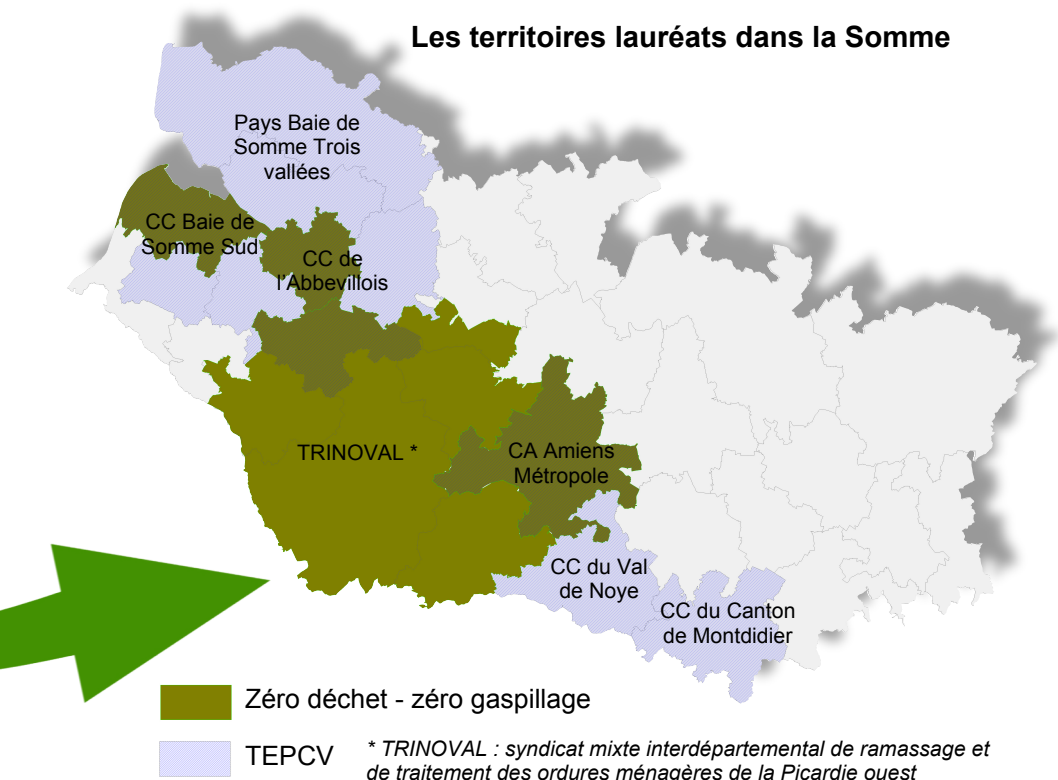 Les territoires lauréats dans la Somme
Pays Baie de
Somme Trois
vallées
CC Baie de
Somme Sud
CC de
l'Abbevillois
TRINOVAL *
CA Amiens
Métropole
CC du Val
de Noye
CC du Canton
de Montdidier
Zéro déchet - zéro gaspillage
TEPCV
* TRINOVAL : syndicat mixte interdépartemental de ramassage et
de traitement des ordures ménagères de la Picardie ouest